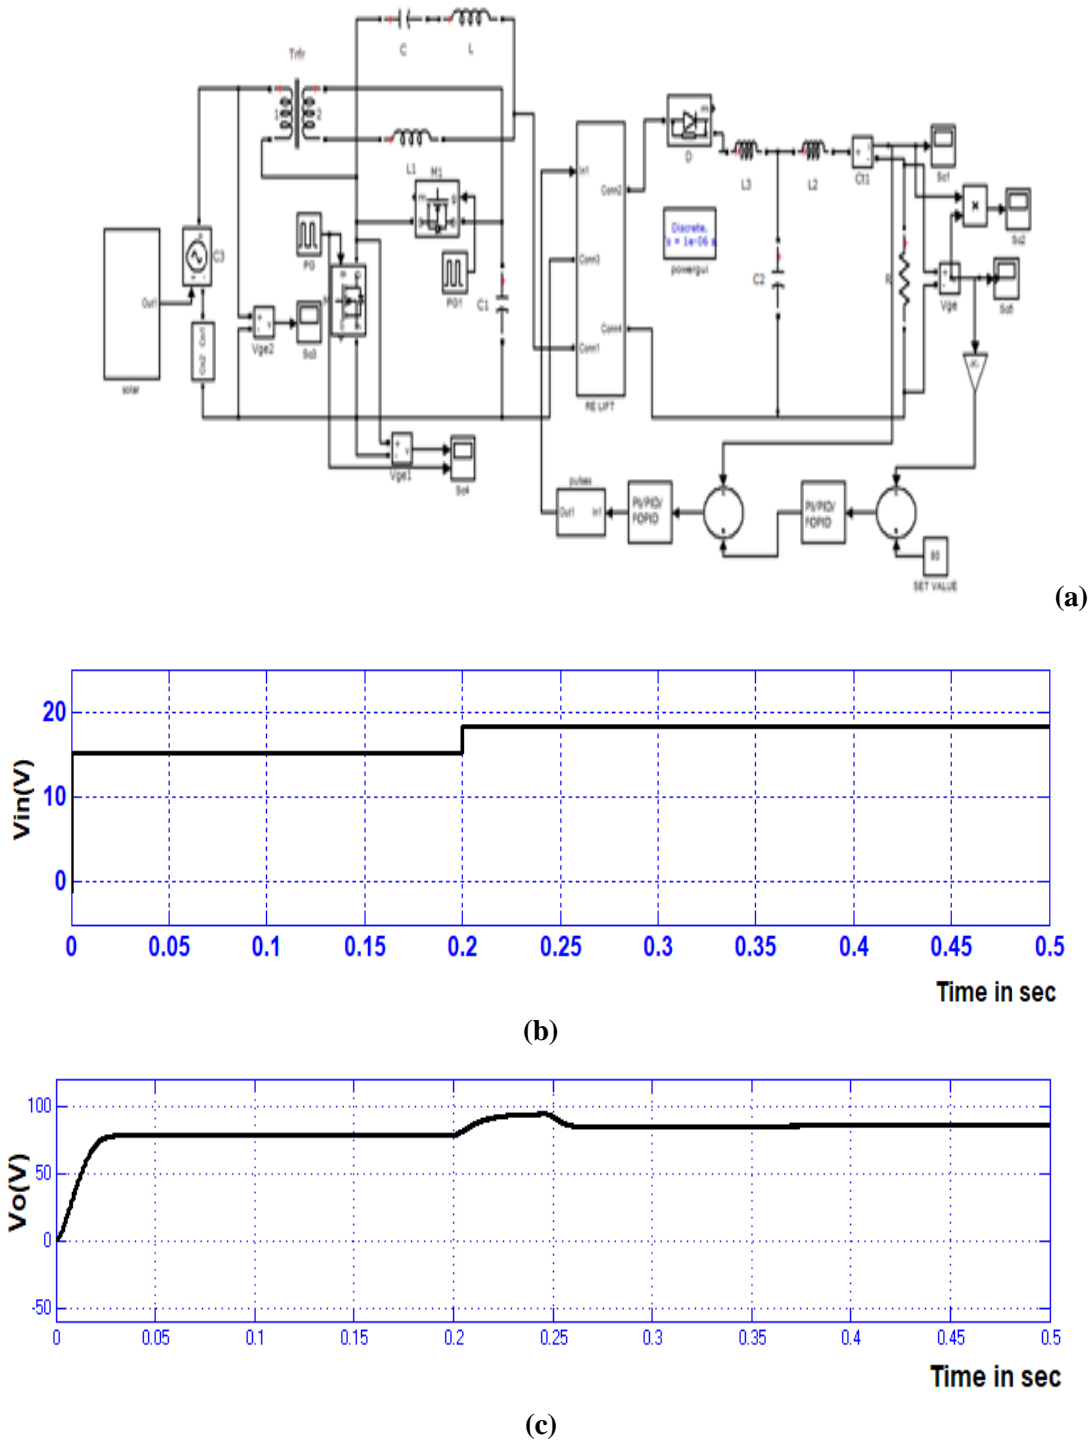 C
L
Trfr
1
2
L1
M1
m
g
D
m
L3
L2
Ct1
Sc1
Sc2
C3
PG
PG1
C1
Discrete,
s = 1e-06 s
powergui
C2
R
Vge
In1
Conn2
Conn3
Conn4
Conn1
RE LIFT
Out1
solar
Vge2
Sc3
Vge1
Sc4
pulses
Out1
In1
PI/PID/
FOPID
PI/PID/
FOPID
SET VALUE
(a)
Vin(V)
20
10
0
0 0.05 0.1 0.15 0.2 0.25 0.3 0.35 0.4 0.45 0.5
Time in sec
(b)
Vo(V)
100
50
0
-50
0 0.05 0.1 0.15 0.2 0.25 0.3 0.35 0.4 0.45 0.5
Time in sec
(c)